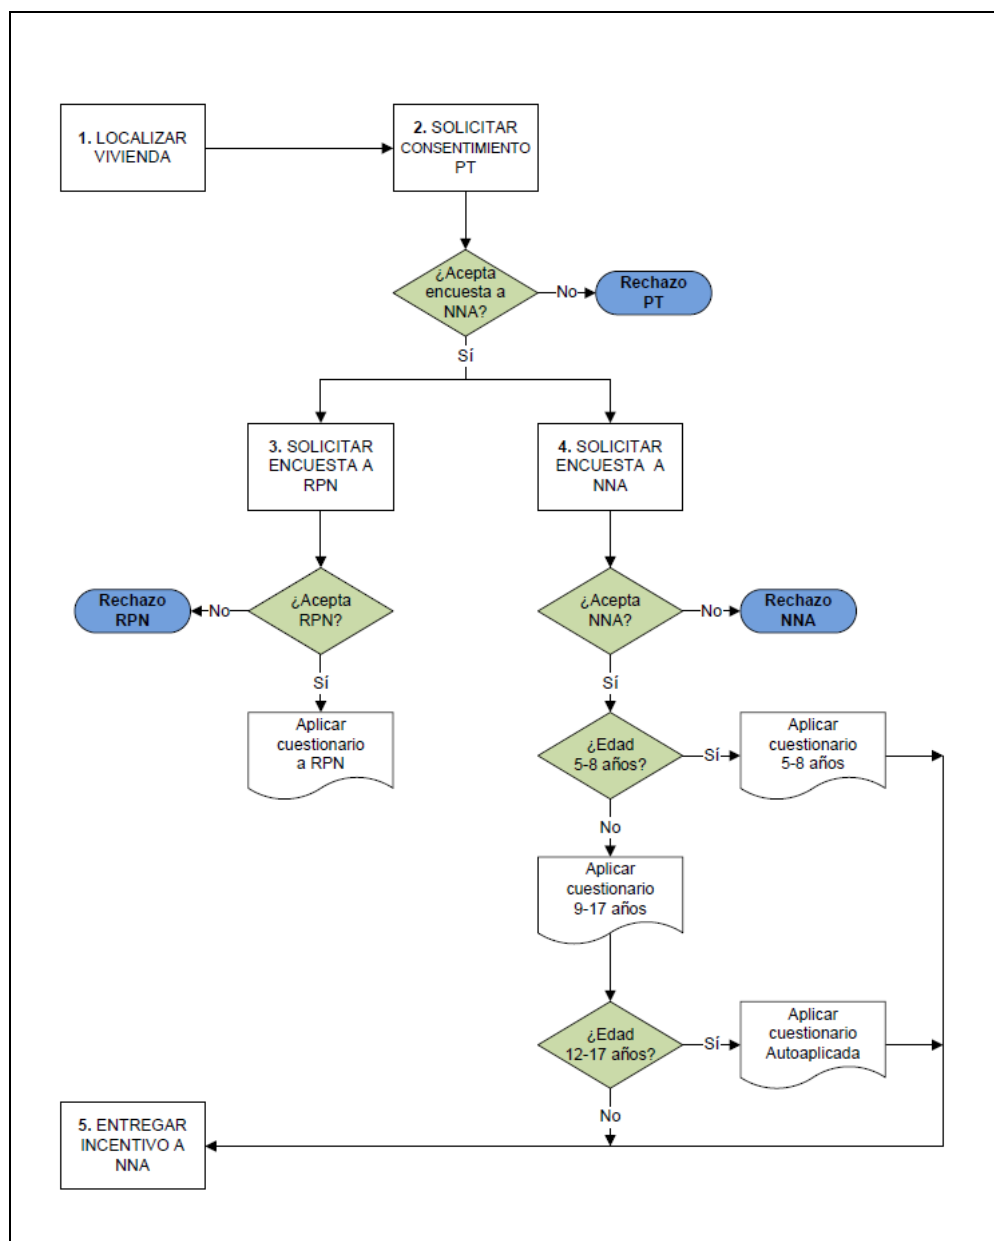 1. LOCALIZAR
VIVIENDA
2. SOLICITAR
CONSENTIMIENTO
PT
¿Acepta
encuesta a
NNA?
No
Rechazo
PT
Sí
3. SOLICITAR
ENCUESTA A
RPN
4. SOLICITAR
ENCUESTA A
NNA
Rechazo
RPN
No
¿Acepta
RPN?
¿Acepta
NNA?
No
Rechazo
NNA
Sí
Sí
Aplicar
cuestionario
a RPN
¿Edad
5-8 años?
Sí
Aplicar
cuestionario
5-8 años
No
Aplicar
cuestionario
9-17 años
¿Edad
12-17 años?
Sí
Aplicar
cuestionario
Autoaplicada
No
5. ENTREGAR
INCENTIVO A
NNA